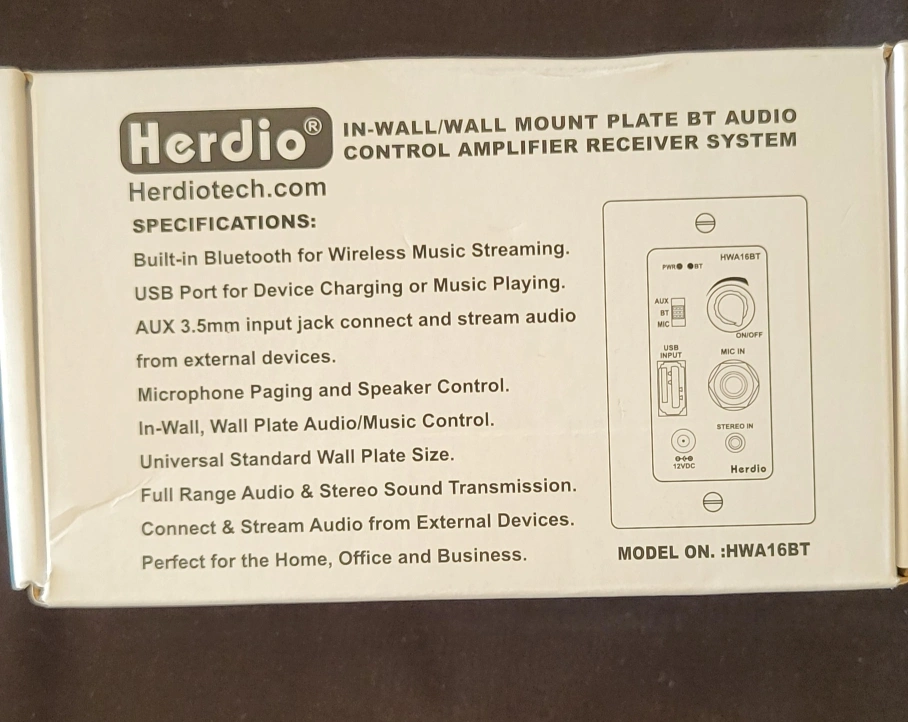 Herdio®
IN-WALL/WALL MOUNT PLATE BT AUDIO
CONTROL AMPLIFIER RECEIVER SYSTEM
Herdiotech.com
SPECIFICATIONS:
Built-in Bluetooth for Wireless Music Streaming.
USB Port for Device Charging or Music Playing.
AUX 3.5mm input jack connect and stream audio
from external devices.
Microphone Paging and Speaker Control.
In-Wall, Wall Plate Audio/Music Control.
Universal Standard Wall Plate Size.
Full Range Audio & Stereo Sound Transmission.
Connect & Stream Audio from External Devices.
Perfect for the Home, Office and Business.
HWA16BT
PWR BT
AUX
BT
MIC
ON/OFF
USB
INPUT
MIC IN
STEREO IN
12VDC
Herdio
MODEL ON. :HWA16BT